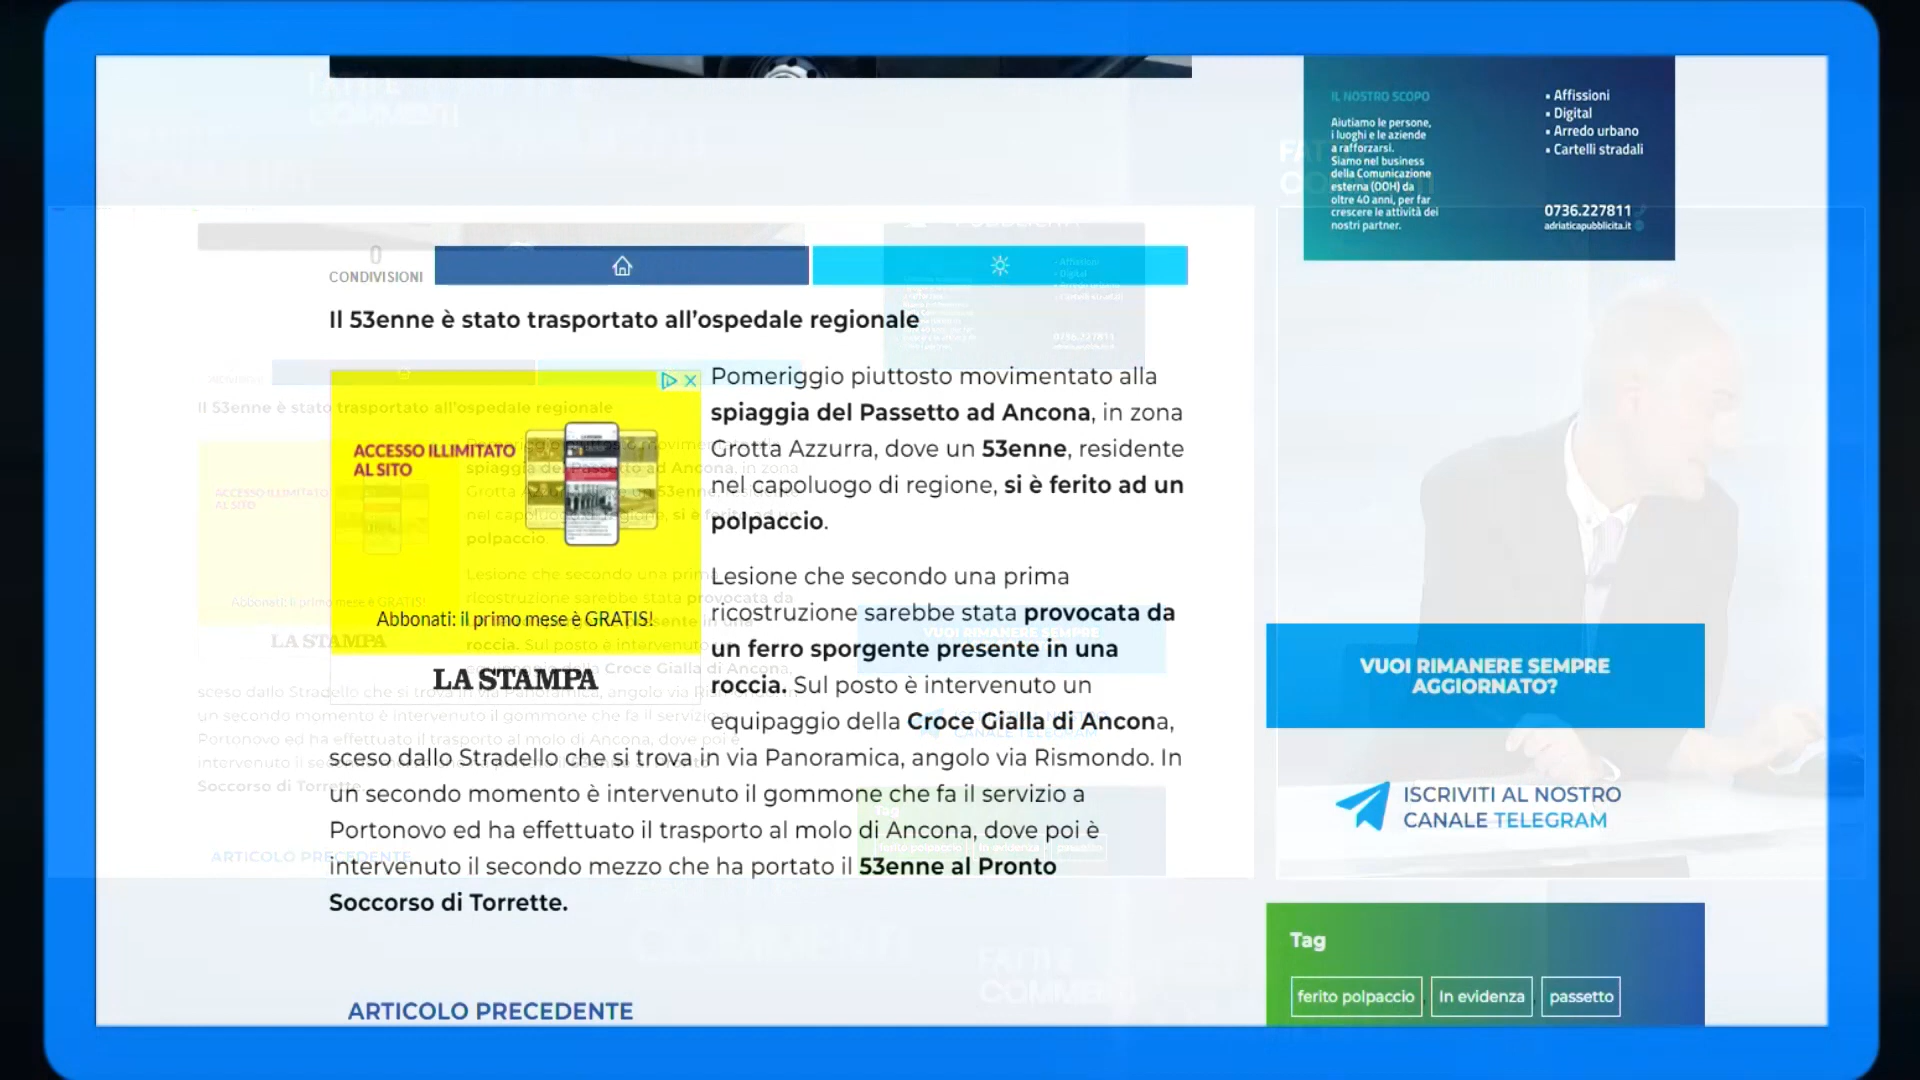 IL NOSTRO SCOPO
Aiutiamo le persone,
i luoghi e le aziende
a rafforzarsi.
Siamo nel business
della Comunicazione
esterna (OOH) da
oltre 40 anni, per far
crescere le attività dei
nostri partner.
• Affissioni
• Digital
• Arredo urbano
• Cartelli stradali
0736.227811
adriaticapubblicita.it
FATTI E
COMMENTI
0
CONDIVISIONI
Il 53enne è stato trasportato all'ospedale regionale
ACCESSO ILLIMITATO
AL SITO
Abbonati: il primo mese è GRATIS!
LA STAMPA
Pomeriggio piuttosto movimentato alla
spiaggia del Passetto ad Ancona, in zona
Grotta Azzurra, dove un 53enne, residente
nel capoluogo di regione, si è ferito ad un
polpaccio.
Lesione che secondo una prima
ricostruzione sarebbe stata provocata da
un ferro sporgente presente in una
roccia. Sul posto è intervenuto un
equipaggio della Croce Gialla di Ancona,
sceso dallo Stradello che si trova in via Panoramica, angolo via Rismondo. In
un secondo momento è intervenuto il gommone che fa il servizio a
Portonovo ed ha effettuato il trasporto al molo di Ancona, dove poi è
intervenuto il secondo mezzo che ha portato il 53enne al Pronto
Soccorso di Torrette.
ARTICOLO PRECEDENTE
VUOI RIMANERE SEMPRE
AGGIORNATO?
ISCRIVITI AL NOSTRO
CANALE TELEGRAM
Tag
ferito polpaccio
In evidenza
passetto